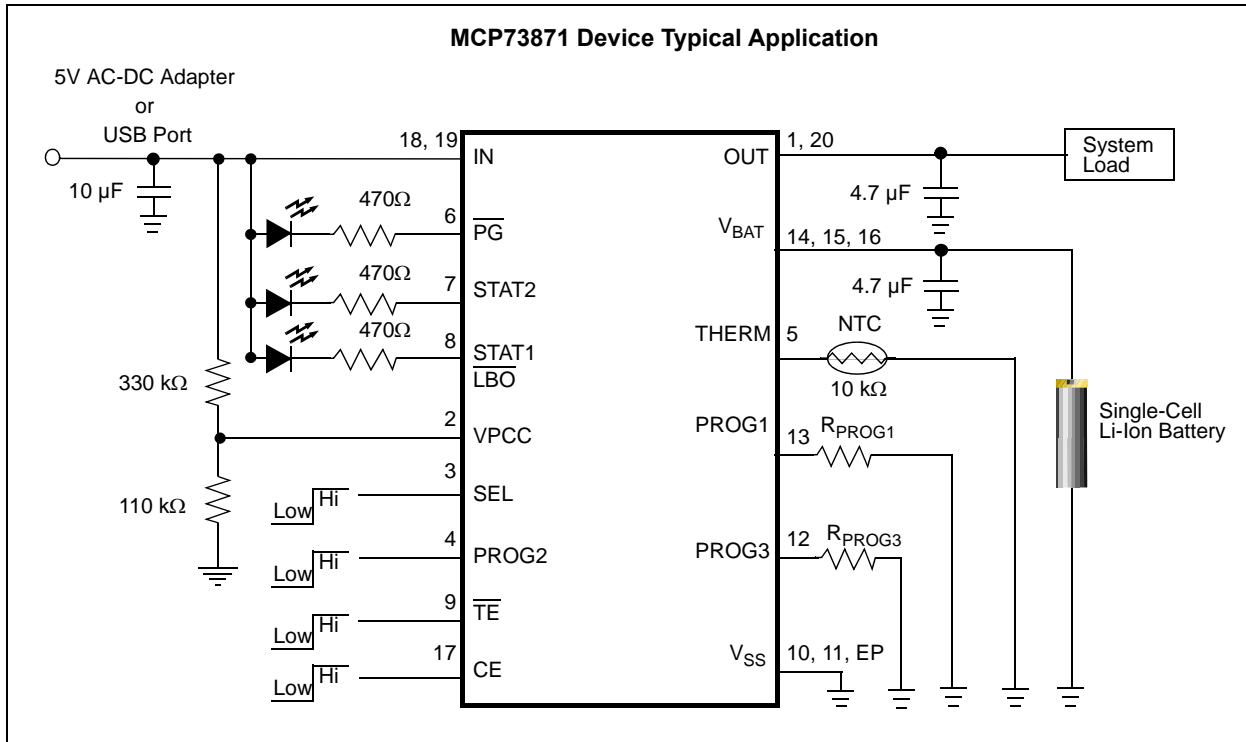 MCP73871 Device Typical Application
5V AC-DC Adapter
or
USB Port
10 µF
18, 19
IN
470Ω
6
PG
470Ω
7
STAT2
470Ω
8
STAT1
LBO
330 kΩ
2
VPCC
110 kΩ
3
SEL
Low
Hi
4
PROG2
Low
Hi
9
TE
Low
Hi
17
CE
Low
Hi
OUT
1, 20
System
Load
4.7 µF
VBAT
14, 15, 16
4.7 µF
THERM
5
NTC
10 kΩ
Single-Cell
Li-Ion Battery
PROG1
13
RPROG1
PROG3
12
RPROG3
VSS
10, 11, EP